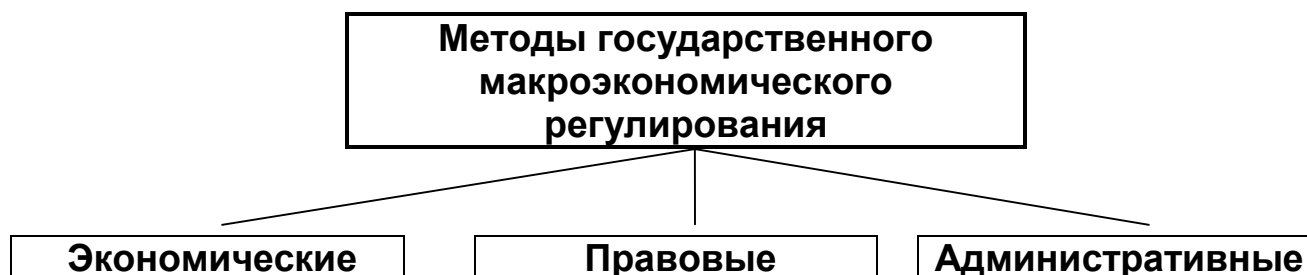 Методы государственного
макроэкономического
регулирования
Экономические
Правовые
Административные